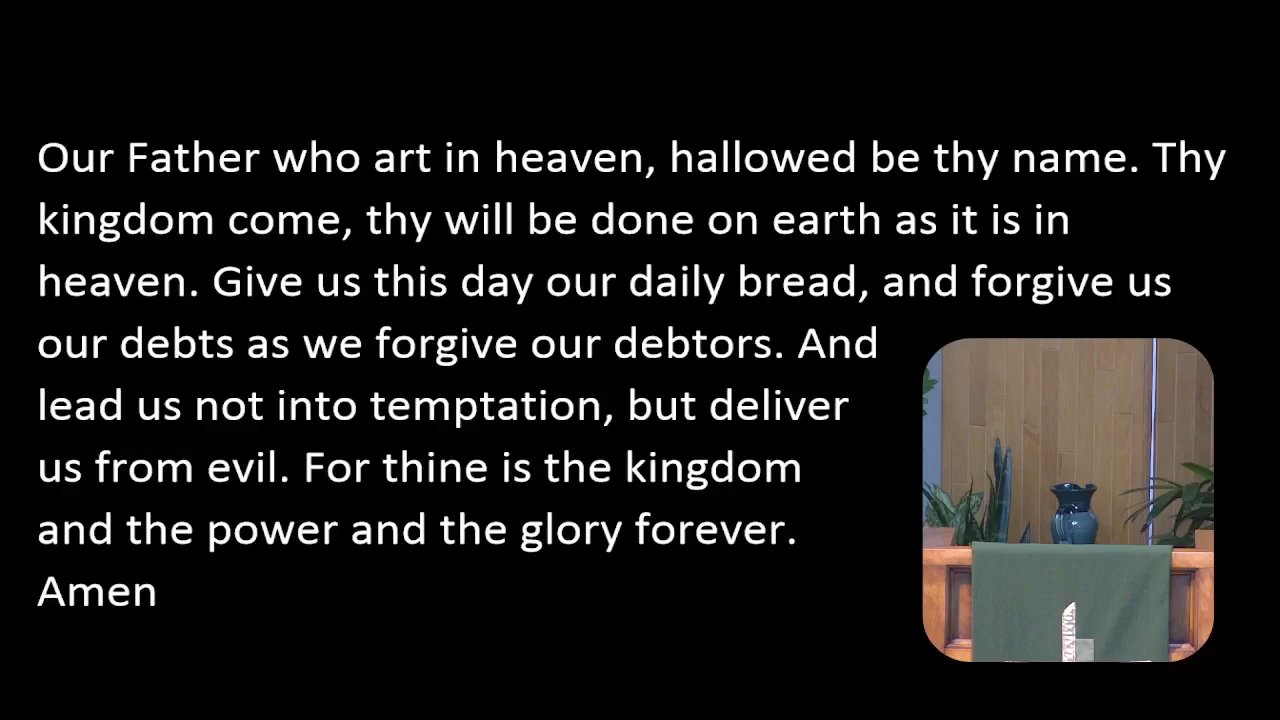 Our Father who art in heaven, hallowed be thy name. Thy
kingdom come, thy will be done on earth as it is in
heaven. Give us this day our daily bread, and forgive us
our debts as we forgive our debtors. And
lead us not into temptation, but deliver
us from evil. For thine is the kingdom
and the power and the glory forever.
Amen